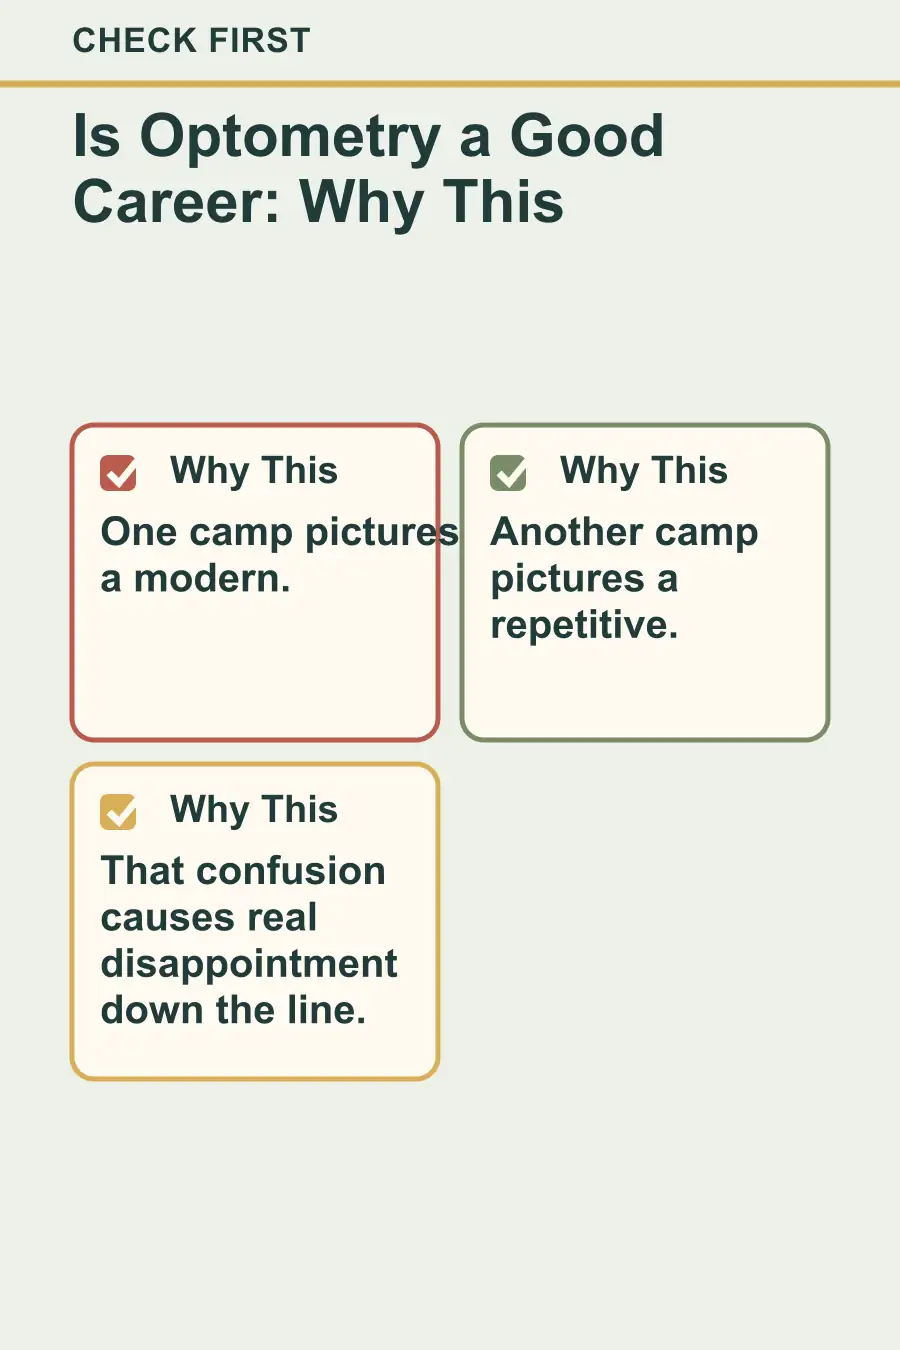 CHECK FIRST
Is Optometry a Good
Career: Why This
Why This
One camp pictures
a modern.
Why This
Another camp
pictures a
repetitive.
Why This
That confusion
causes real
disappointment
down the line.